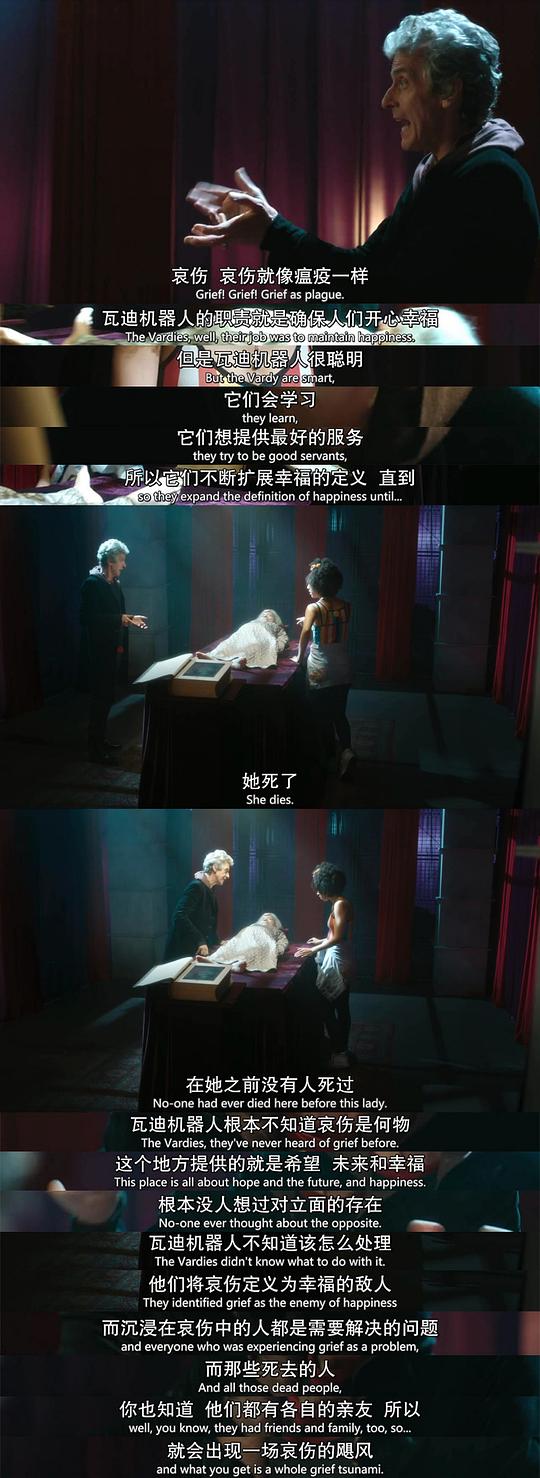 哀伤 哀伤就像瘟疫一样
Grief! Grief! Grief as plague.
瓦迪机器人的职责就是确保人们开心幸福
The Vardies, well, their job was to maintain happiness.
但是瓦迪机器人很聪明
But the Vardy are smart,
它们会学习
they learn,
它们想提供最好的服务
they try to be good servants,
所以它们不断扩展幸福的定义 直到
so they expand the definition of happiness until...
她死了
She dies.
在她之前没有人死过
No-one had ever died here before this lady.
瓦迪机器人根本不知道哀伤是何物
The Vardies, they've never heard of grief before.
这个地方提供的就是希望 未来和幸福
This place is all about hope and the future, and happiness.
根本没人想过对立面的存在
No-one ever thought about the opposite.
瓦迪机器人不知道该怎么处理
The Vardies didn't know what to do with it.
他们将哀伤定义为幸福的敌人
They identified grief as the enemy of happiness
而沉浸在哀伤中的人都是需要解决的问题
and everyone who was experiencing grief as a problem,
而那些死去的人
And all those dead people,
你也知道 他们都有各自的亲友 所以
well, you know, they had friends and family, too, so...
就会出现一场哀伤的飓风
and what you get is a whole grief tsunami.